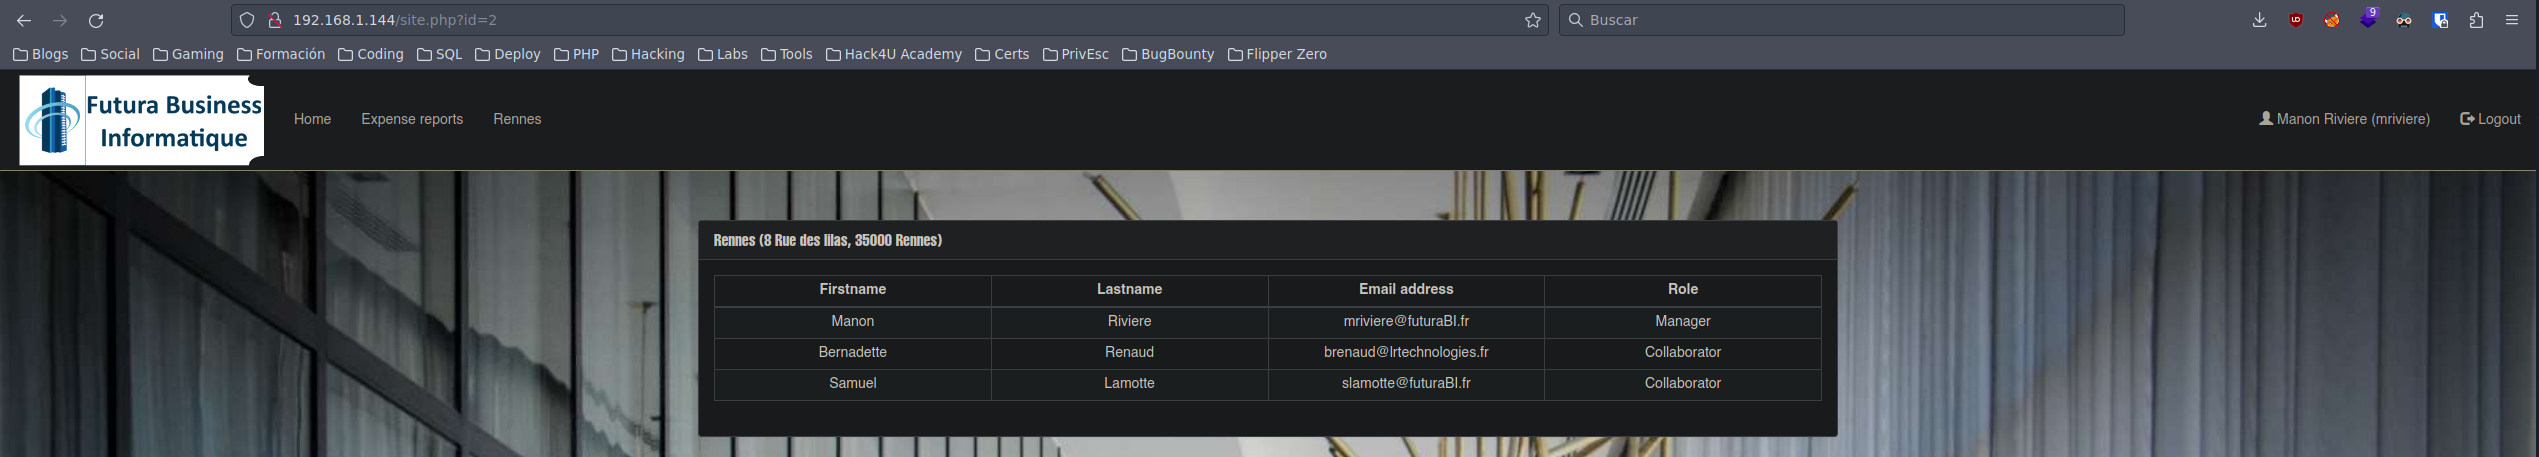 192.168.1.144/site.php?id=2
Buscar
9
Blogs Social Gaming Formación Coding SQL Deploy PHP Hacking Labs Tools Hack4U Academy Certs PrivEsc BugBounty Flipper Zero
Futura Business
Informatique
Home Expense reports Rennes
Manon Riviere (mriviere) Logout
Rennes (8 Rue des lilas, 35000 Rennes)
Firstname Lastname Email address Role
Manon Riviere mriviere@futuraBI.fr Manager
Bernadette Renaud brenaud@lrtechnologies.fr Collaborator
Samuel Lamotte slamotte@futuraBI.fr Collaborator